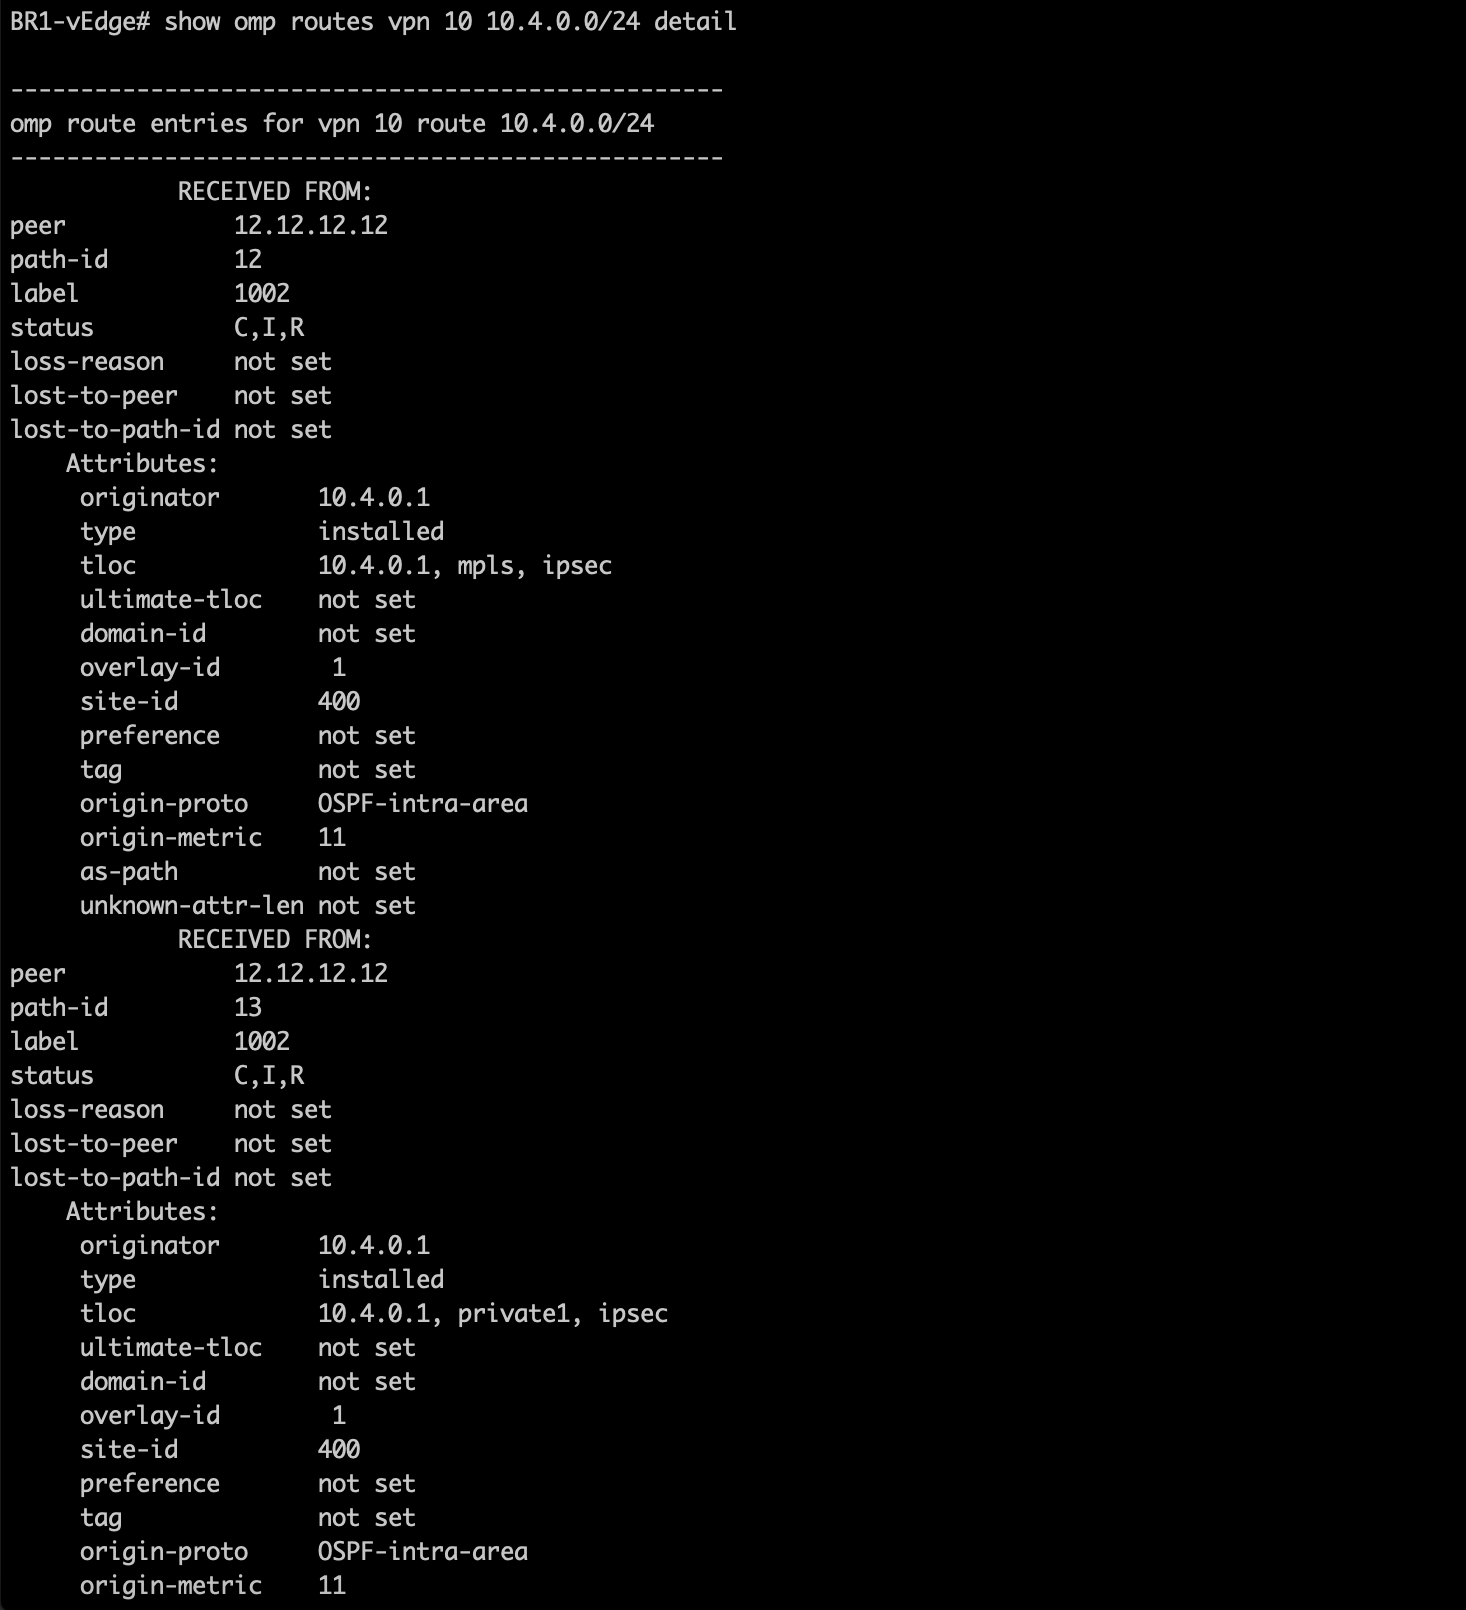 BR1-vEdge# show omp routes vpn 10 10.4.0.0/24 detail
---------------------------------------------------
omp route entries for vpn 10 route 10.4.0.0/24
---------------------------------------------------
            RECEIVED FROM:
peer            12.12.12.12
path-id         12
label           1002
status          C,I,R
loss-reason     not set
lost-to-peer    not set
lost-to-path-id not set
    Attributes:
     originator       10.4.0.1
     type             installed
     tloc             10.4.0.1, mpls, ipsec
     ultimate-tloc    not set
     domain-id        not set
     overlay-id        1
     site-id          400
     preference       not set
     tag              not set
     origin-proto     OSPF-intra-area
     origin-metric    11
     as-path          not set
     unknown-attr-len not set
            RECEIVED FROM:
peer            12.12.12.12
path-id         13
label           1002
status          C,I,R
loss-reason     not set
lost-to-peer    not set
lost-to-path-id not set
    Attributes:
     originator       10.4.0.1
     type             installed
     tloc             10.4.0.1, private1, ipsec
     ultimate-tloc    not set
     domain-id        not set
     overlay-id        1
     site-id          400
     preference       not set
     tag              not set
     origin-proto     OSPF-intra-area
     origin-metric    11